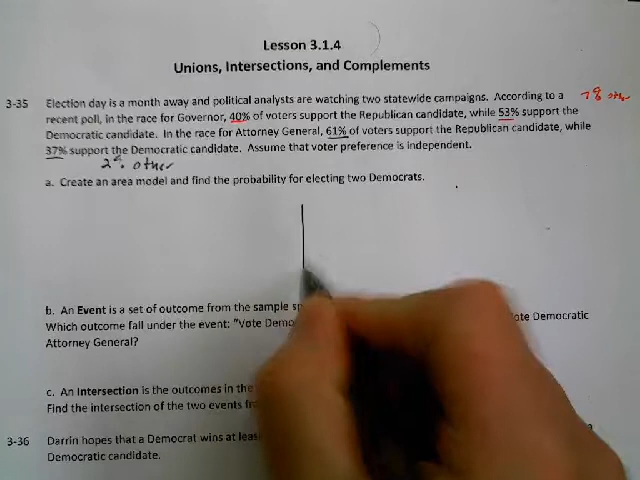 Lesson 3.1.4
Unions, Intersections, and Complements
3-35 Election day is a month away and political analysts are watching two statewide campaigns. According to a 7% other
recent poll, in the race for Governor, 40% of voters support the Republican candidate, while 53% support the
Democratic candidate. In the race for Attorney General, 61% of voters support the Republican candidate, while
37% support the Democratic candidate. Assume that voter preference is independent.
2% other
a. Create an area model and find the probability for electing two Democrats.
b. An Event is a set of outcome from the sample
Which outcome fall under the event: "Vote Democratic
Attorney General?
c. An Intersection is the outcomes in the
Find the intersection of the two events
3-36 Darrin hopes that a Democrat wins at
Democratic candidate.